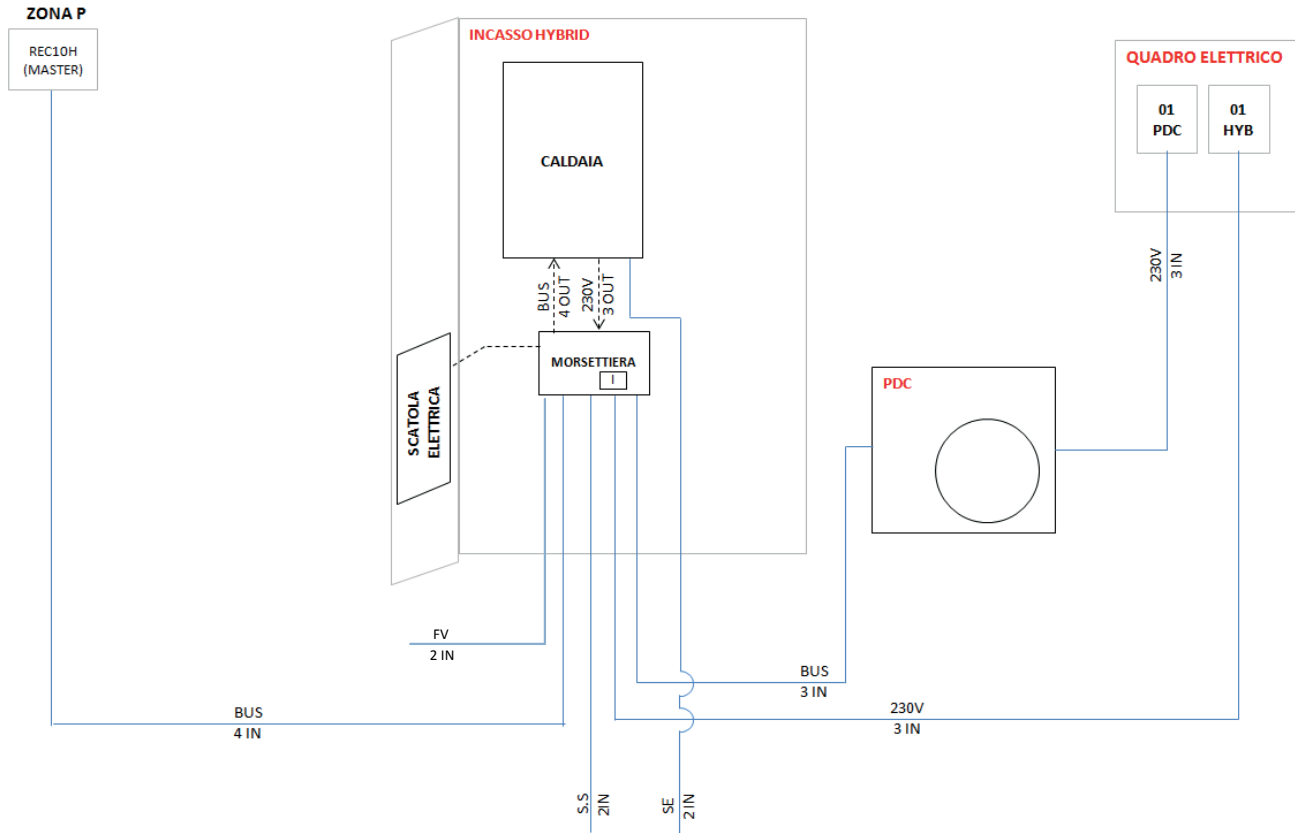 ZONA P
REC10H
(MASTER)
INCASSO HYBRID
QUADRO ELETTRICO
01
PDC
01
HYB
CALDAIA
BUS
4 OUT
230V
3 OUT
230V
3 IN
MORSETTIERA
I
SCATOLA
ELETTRICA
PDC
FV
2 IN
BUS
3 IN
BUS
4 IN
230V
3 IN
S.S
2IN
SE
2 IN